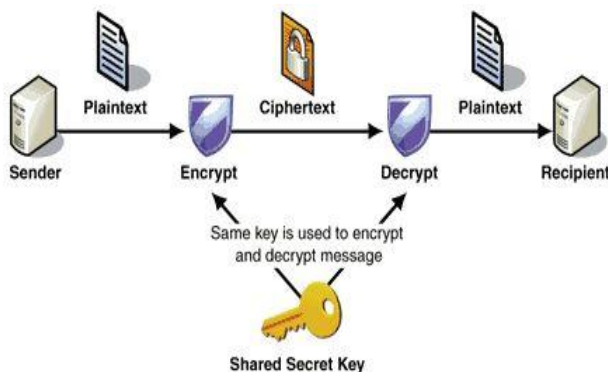 Plaintext
Ciphertext
Plaintext
Sender
Encrypt
Decrypt
Recipient
Same key is used to encrypt
and decrypt message
Shared Secret Key